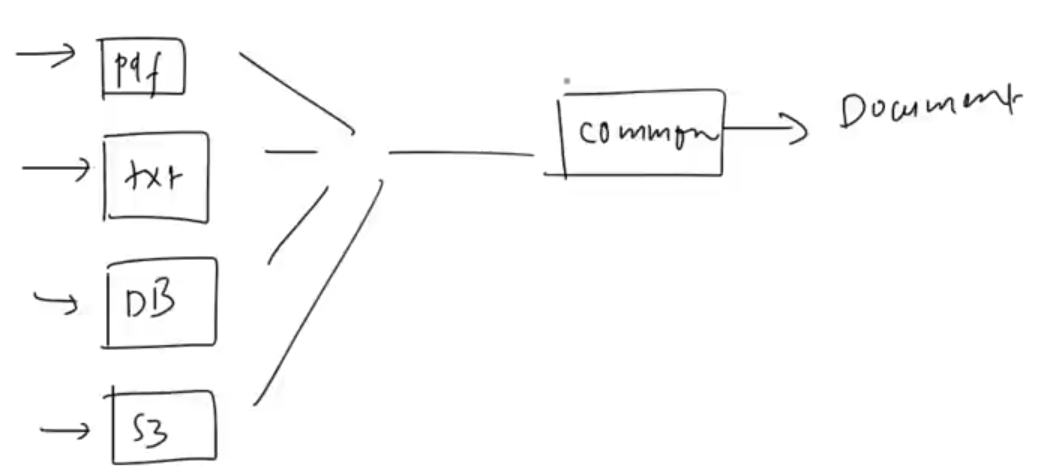 pdf
txt
DB
S3
common
Document